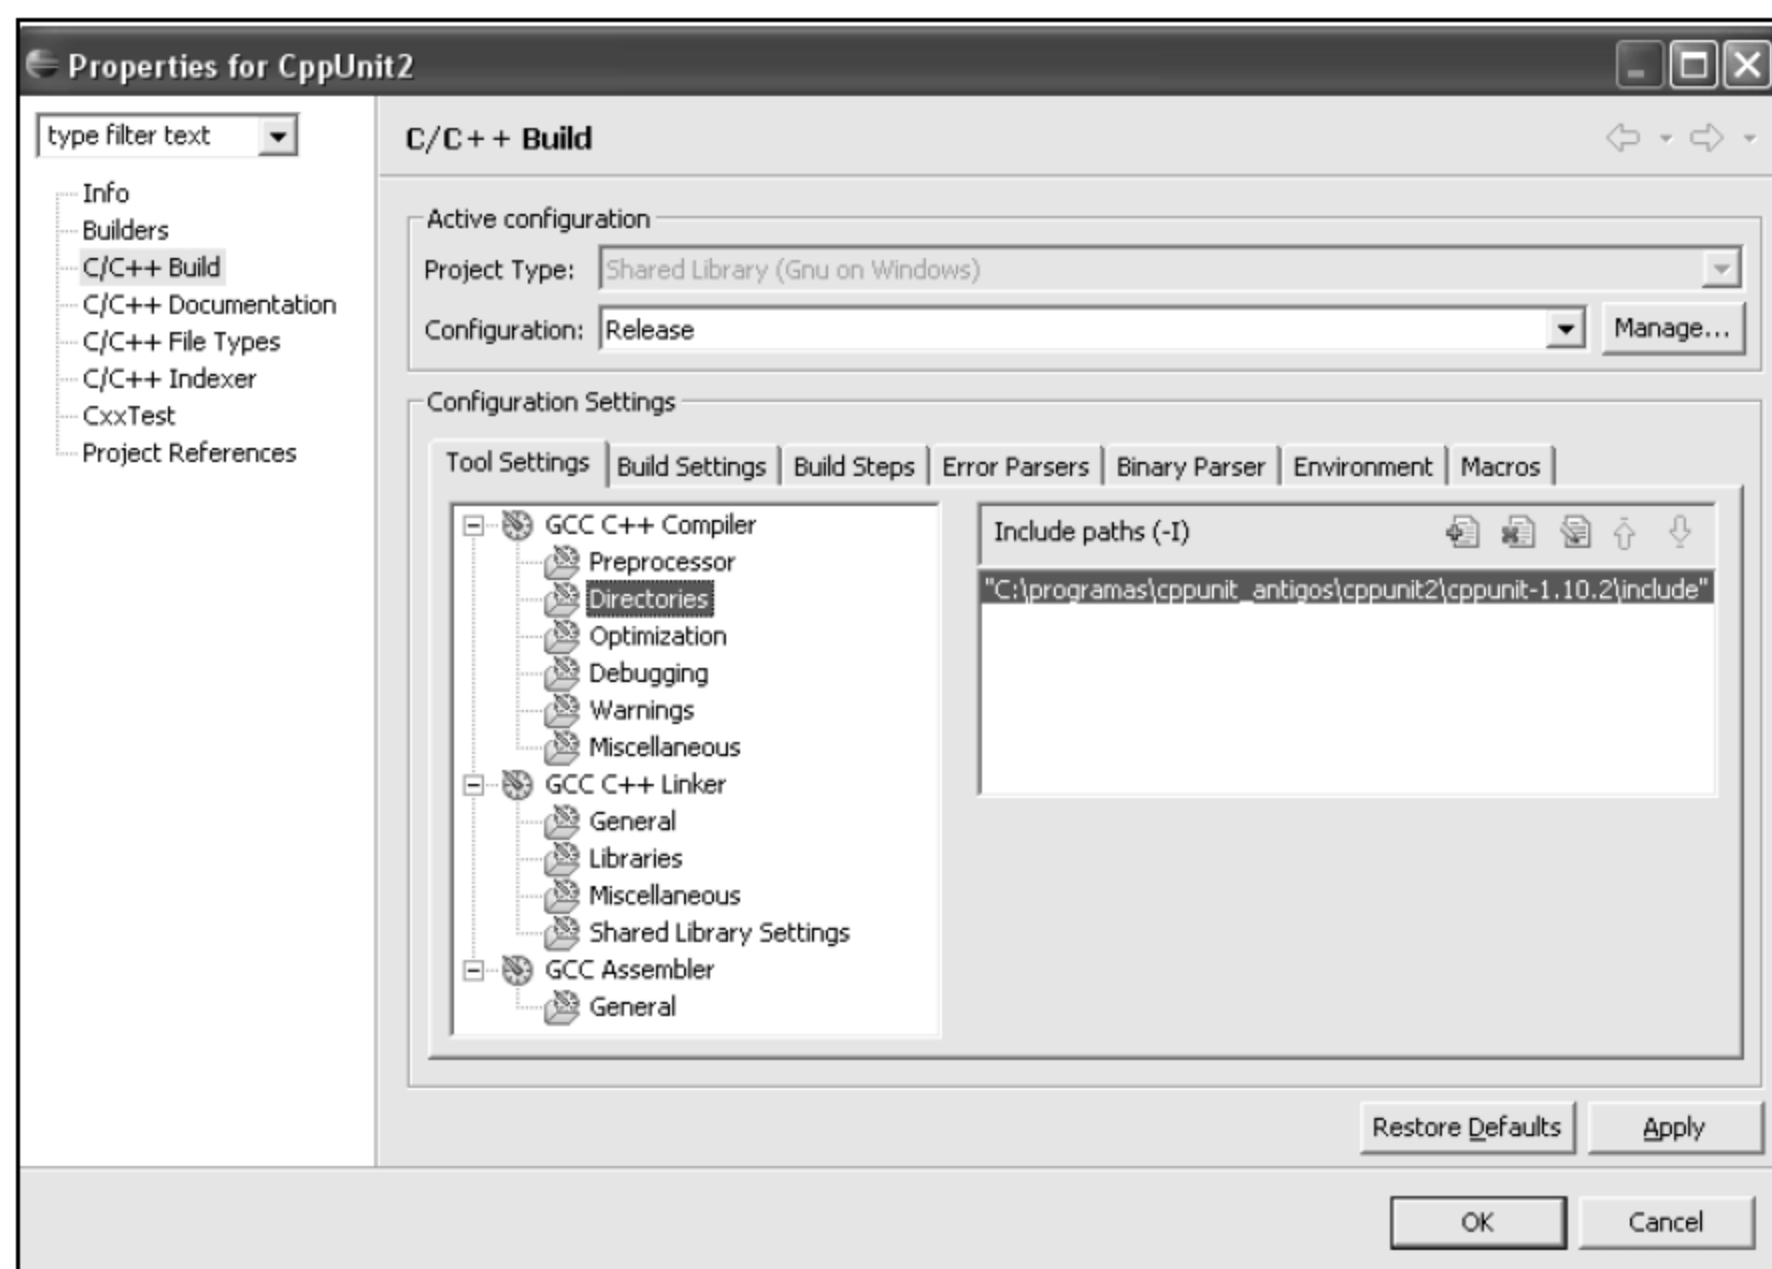 Properties for CppUnit2
type filter text
Info
Builders
C/C++ Build
C/C++ Documentation
C/C++ File Types
C/C++ Indexer
CxxTest
Project References
C/C++ Build
Active configuration
Project Type: Shared Library (Gnu on Windows)
Configuration: Release Manage...
Configuration Settings
Tool Settings Build Settings Build Steps Error Parsers Binary Parser Environment Macros
GCC C++ Compiler
Preprocessor
Directories
Optimization
Debugging
Warnings
Miscellaneous
GCC C++ Linker
General
Libraries
Miscellaneous
Shared Library Settings
GCC Assembler
General
Include paths (-I)
"C:\programas\cppunit_antigos\cppunit2\cppunit-1.10.2\include"
Restore Defaults Apply
OK Cancel